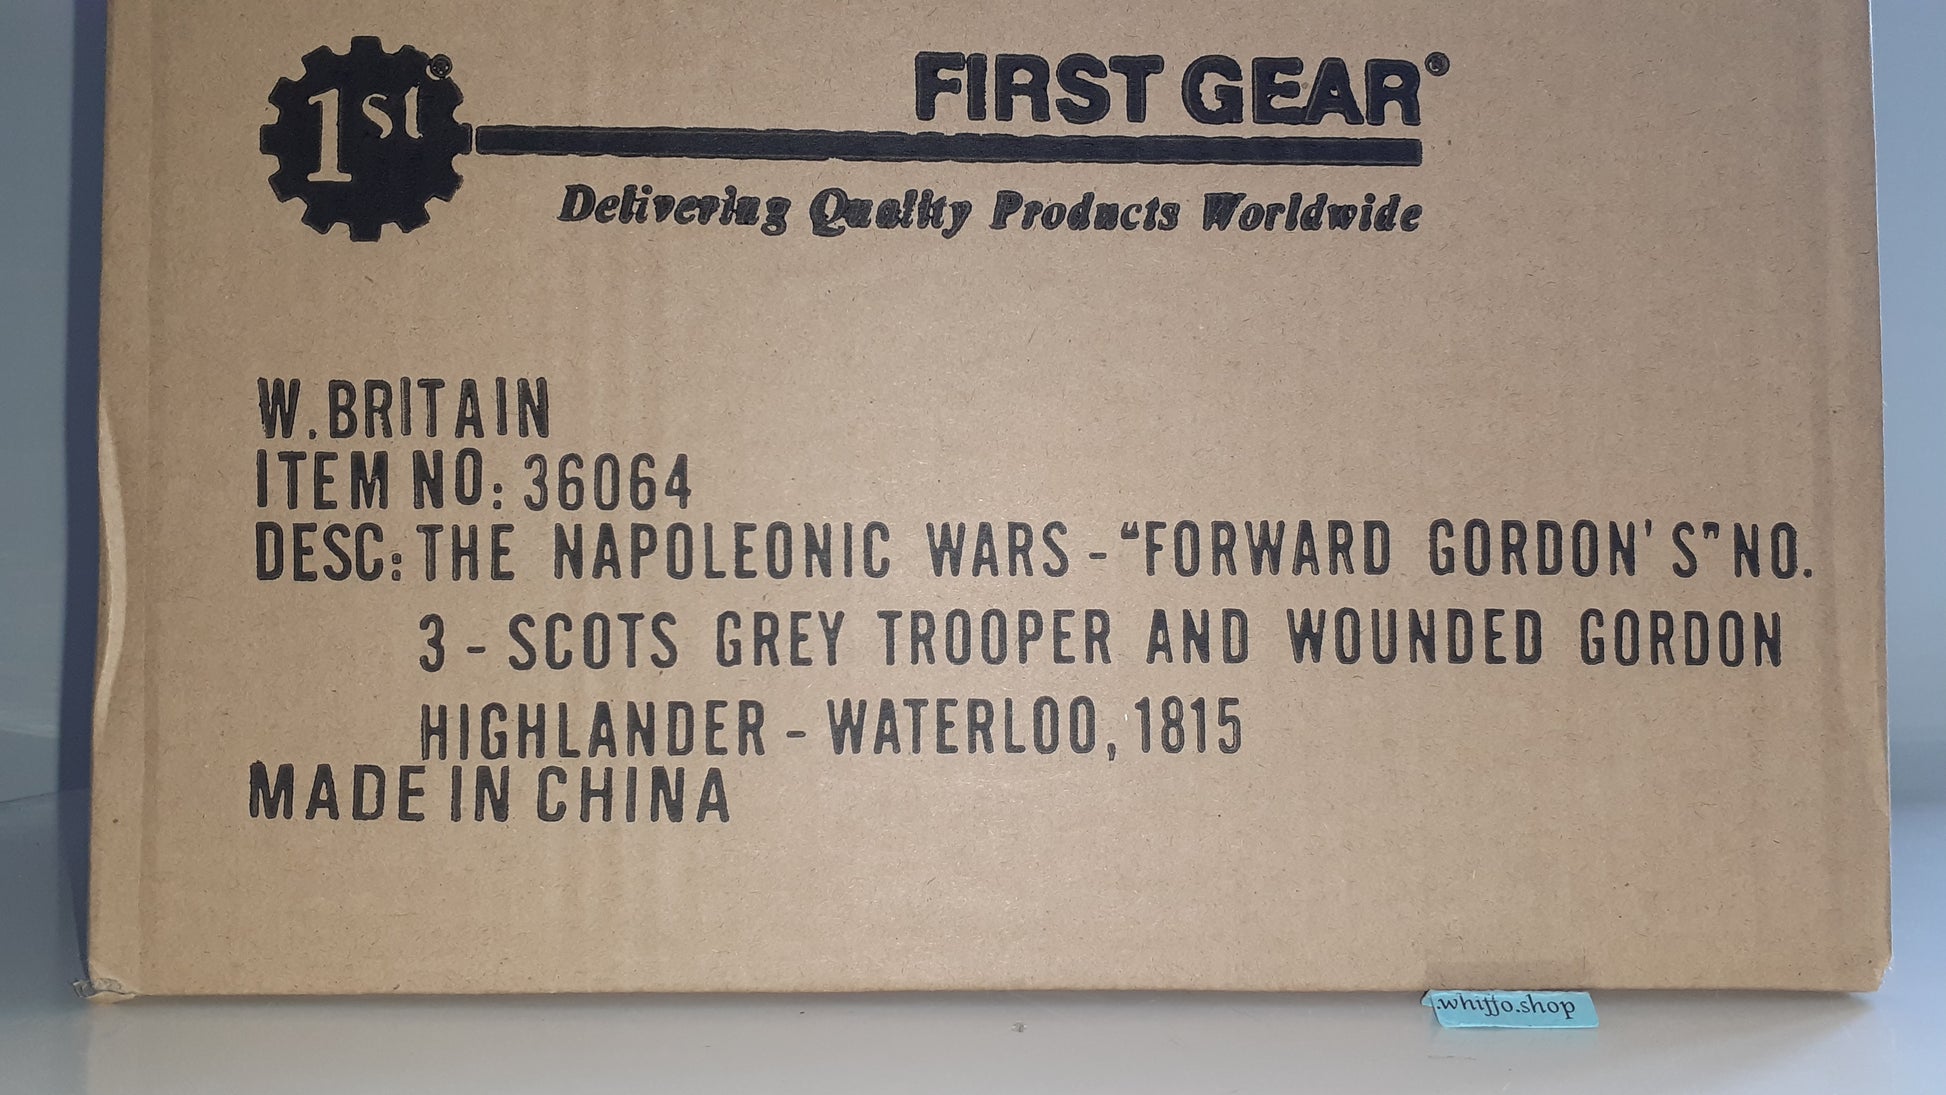 1st®
FIRST GEAR®
Delivering Quality Products Worldwide
W.BRITAIN
ITEM NO: 36064
DESC: THE NAPOLEONIC WARS - “FORWARD GORDON'S” NO.
3 - SCOTS GREY TROOPER AND WOUNDED GORDON
HIGHLANDER - WATERLOO, 1815
MADE IN CHINA
.whiffo.shop